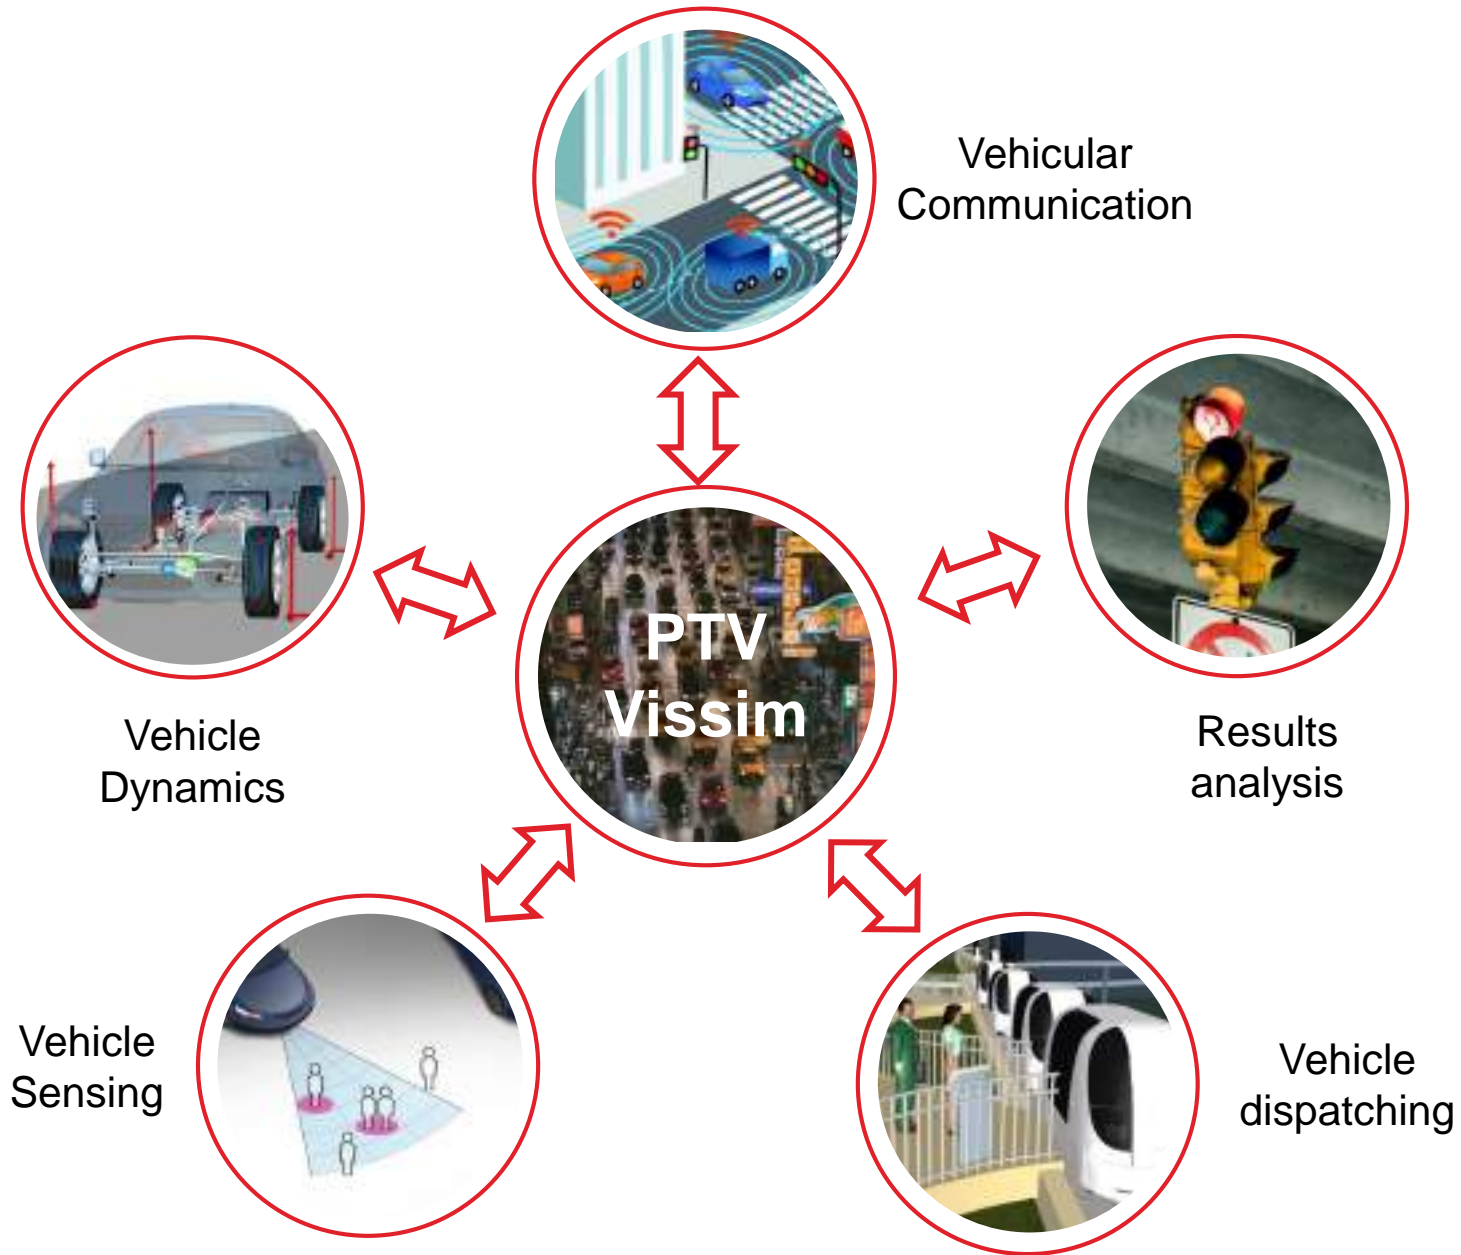 Vehicular
Communication
PTV
Vissim
Vehicle
Dynamics
Results
analysis
Vehicle
Sensing
Vehicle
dispatching